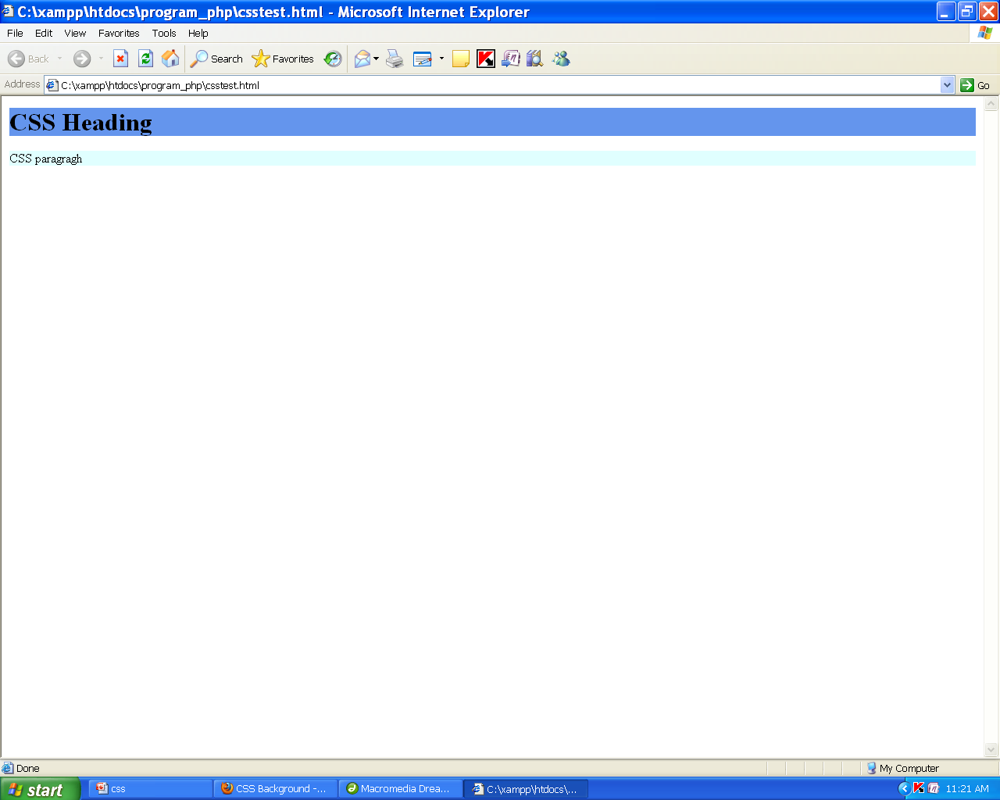 C:\xampp\htdocs\program_php\csstest.html - Microsoft Internet Explorer
File Edit View Favorites Tools Help
Back Search Favorites
Address C:\xampp\htdocs\program_php\csstest.html Go
CSS Heading
CSS paragragh
Done My Computer
start css CSS Background -... Macromedia Drea... C:\xampp\htdocs\... 11:21 AM